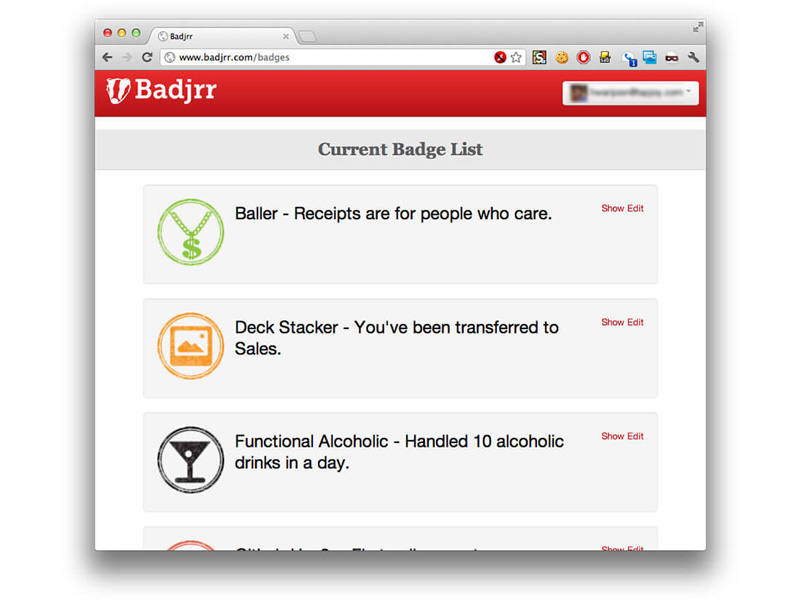 Badjrr
www.badjrr.com/badges
Badjrr
Current Badge List
Baller - Receipts are for people who care.
Show Edit
Deck Stacker - You've been transferred to
Sales.
Show Edit
Functional Alcoholic - Handled 10 alcoholic
drinks in a day.
Show Edit
Show Edit